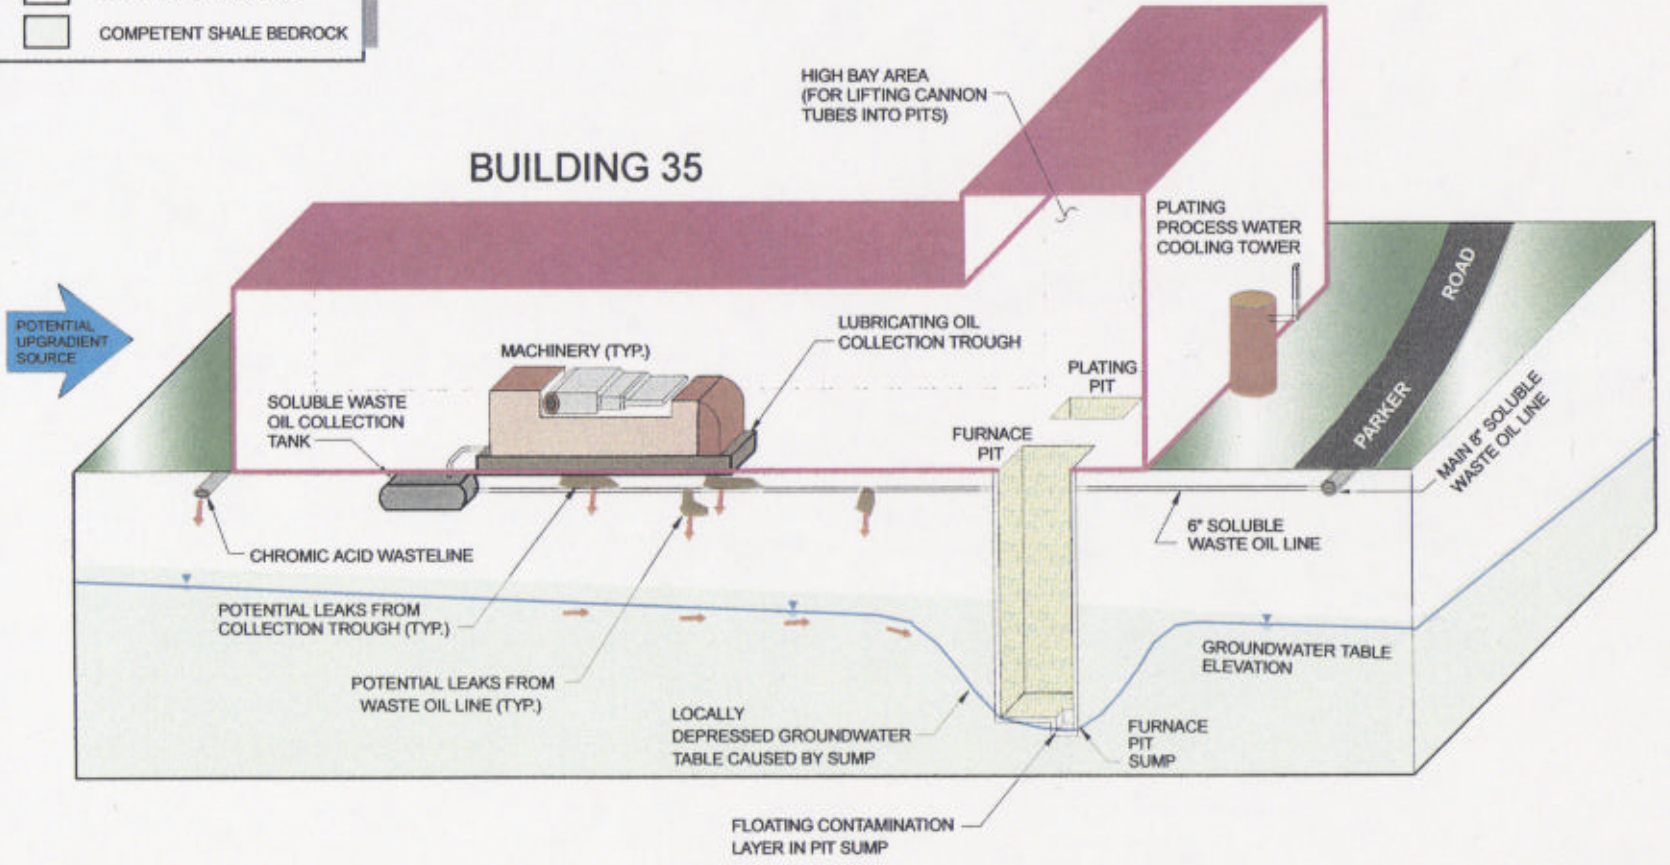 COMPETENT SHALE BEDROCK
HIGH BAY AREA
(FOR LIFTING CANNON
TUBES INTO PITS)
BUILDING 35
PLATING
PROCESS WATER
COOLING TOWER
POTENTIAL
UPGRADIENT
SOURCE
MACHINERY (TYP.)
LUBRICATING OIL
COLLECTION TROUGH
PLATING
PIT
ROAD
PARKER
SOLUBLE WASTE
OIL COLLECTION
TANK
FURNACE
PIT
MAIN 8" SOLUBLE
WASTE OIL LINE
CHROMIC ACID WASTELINE
6" SOLUBLE
WASTE OIL LINE
POTENTIAL LEAKS FROM
COLLECTION TROUGH (TYP.)
POTENTIAL LEAKS FROM
WASTE OIL LINE (TYP.)
GROUNDWATER TABLE
ELEVATION
LOCALLY
DEPRESSED GROUNDWATER
TABLE CAUSED BY SUMP
FURNACE
PIT
SUMP
FLOATING CONTAMINATION
LAYER IN PIT SUMP